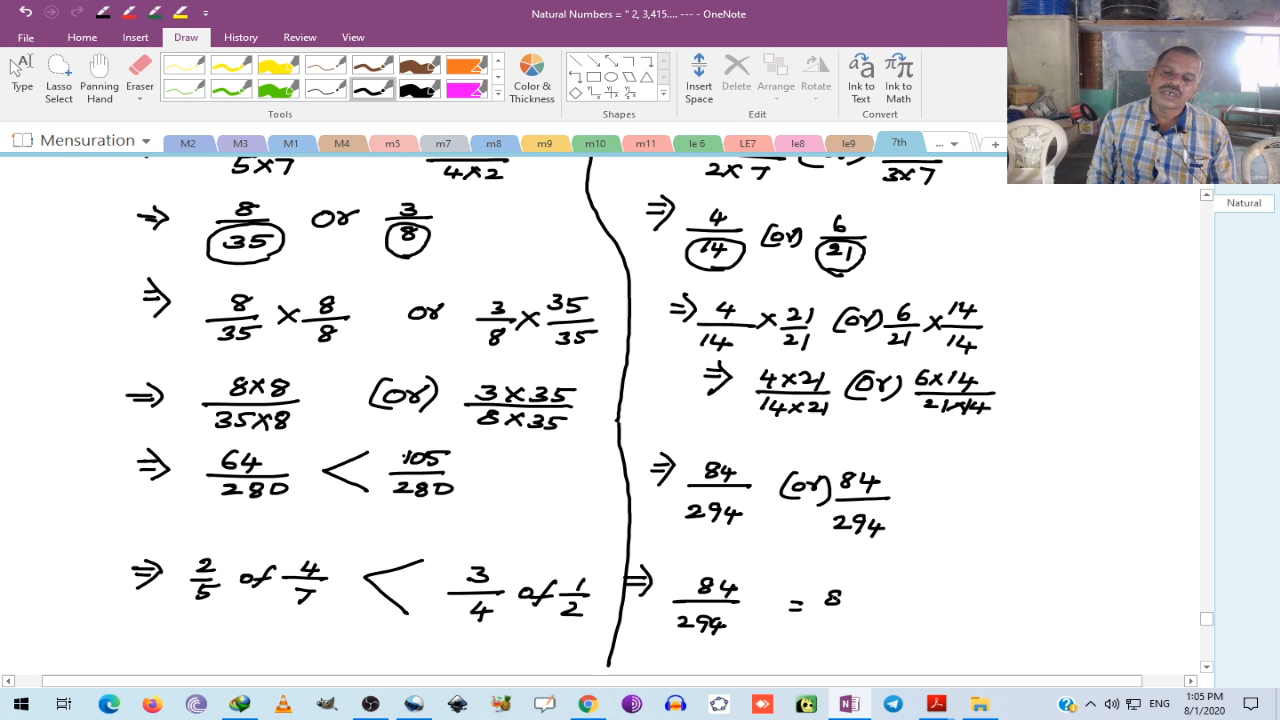 Natural Numbers = " 2, 3,415.... --- - OneNote
File Home Insert Draw History Review View
Type
Lasso Select
Panning Hand
Eraser
Color & Thickness
Insert Space
Delete
Arrange
Rotate
Ink to Text
Ink to Math
Tools
Shapes
Edit
Convert
Mensuration M2 M3 M1 M4 m5 m7 m8 m9 m10 m11 le 6 LE7 le8 le9 7th ...
Natural
5×7
4×2
2×7
3×7
⇒ 8/35 or 3/8
⇒ 8/35 × 8/8 or 3/8 × 35/35
⇒ 8×8/35×8 (or) 3×35/8×35
⇒ 64/280 < 105/280
⇒ 2/5 of 4/7 < 3/4 of 1/2
⇒ 4/14 (or) 6/21
⇒ 4/14 × 21/21 (or) 6/21 × 14/14
⇒ 4×21/14×21 (or) 6×14/21×14
⇒ 84/294 (or) 84/294
⇒ 84/294 = 8
ENG
1:05 PM
8/1/2020